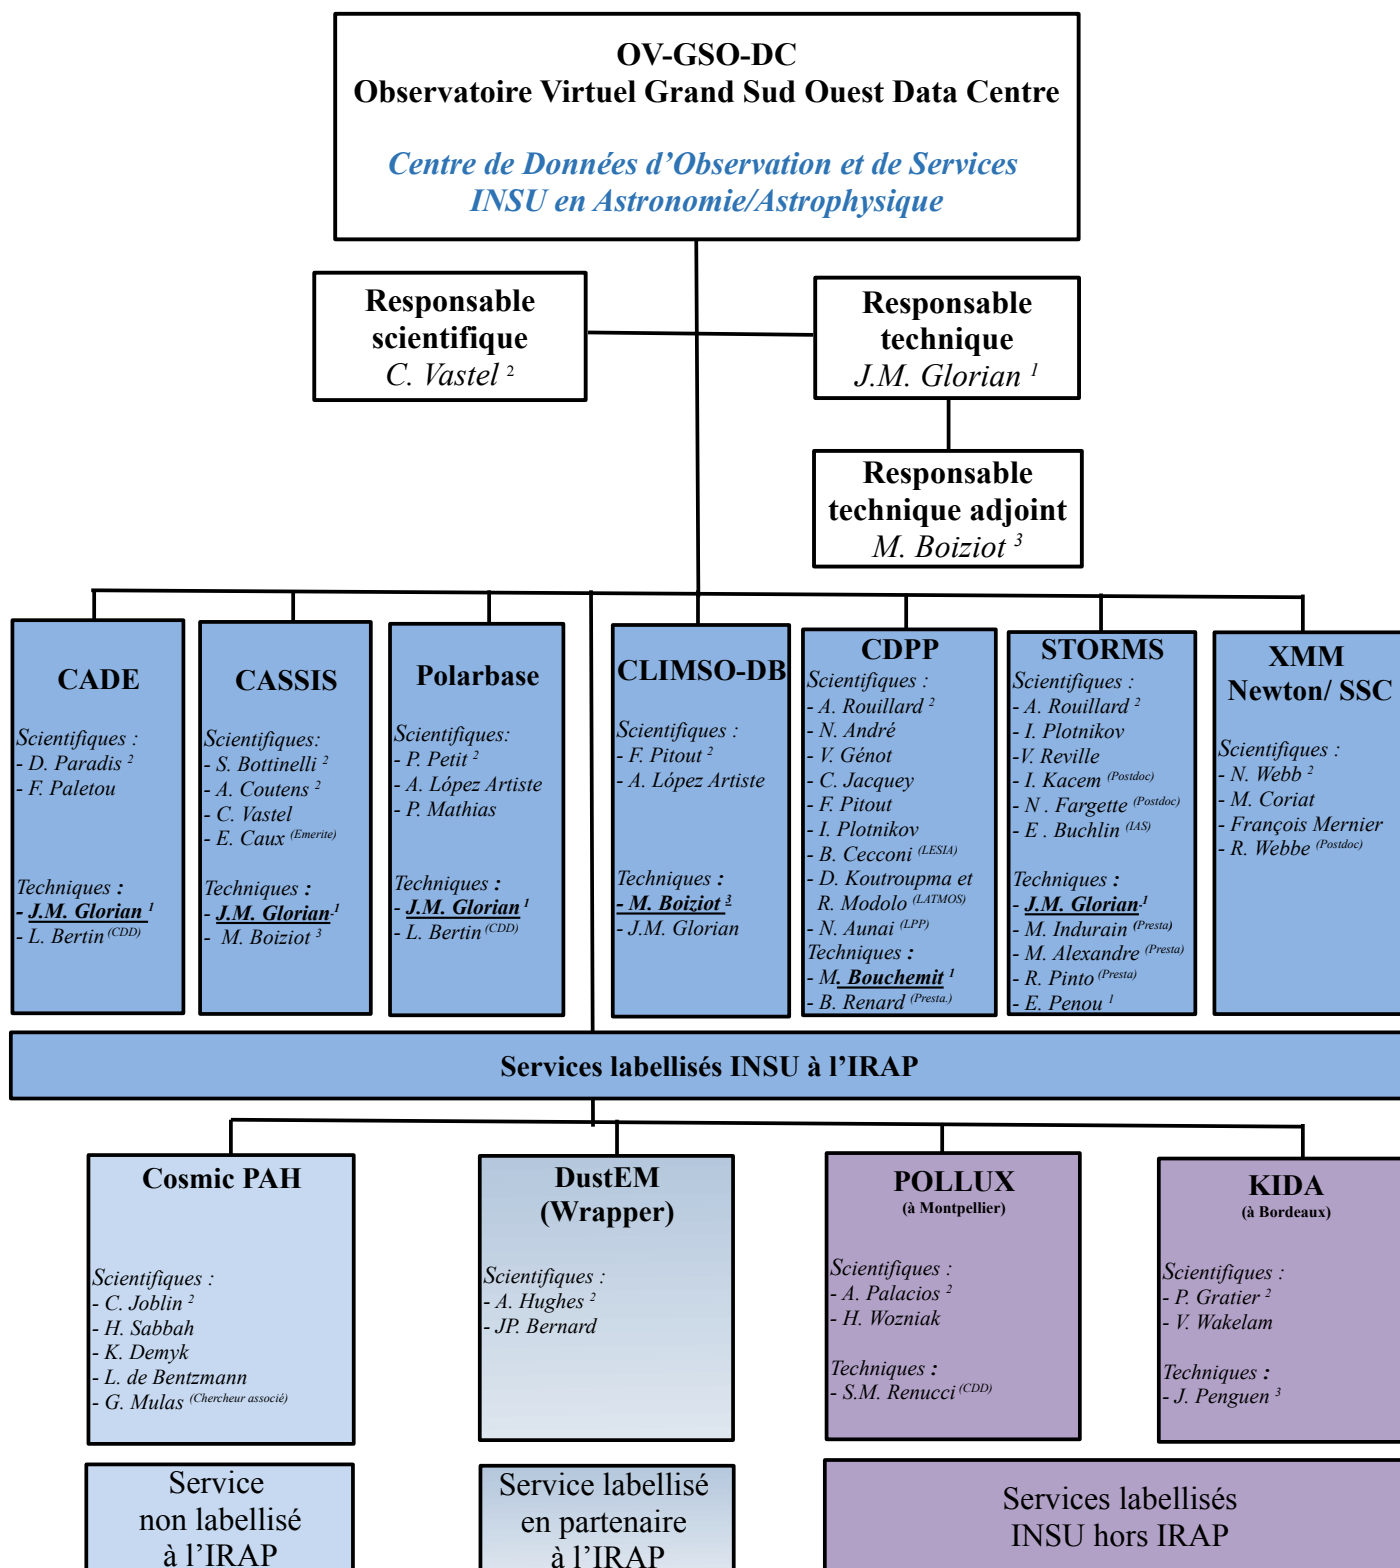 OV-GSO-DC
Observatoire Virtuel Grand Sud Ouest Data Centre
Centre de Données d’Observation et de Services
INSU en Astronomie/Astrophysique
Responsable
scientifique
C. Vastel 2
Responsable
technique
J.M. Glorian 1
Responsable
technique adjoint
M. Boiziot 3
CADE
Scientifiques :
- D. Paradis 2
- F. Paletou
Techniques :
- J.M. Glorian 1
- L. Bertin (CDD)
CASSIS
Scientifiques:
- S. Bottinelli 2
- A. Coutens 2
- C. Vastel
- E. Caux (Emerite)
Techniques :
- J.M. Glorian 1
- M. Boiziot 3
Polarbase
Scientifiques:
- P. Petit 2
- A. López Artiste
- P. Mathias
Techniques :
- J.M. Glorian 1
- L. Bertin (CDD)
CLIMSO-DB
Scientifiques :
- F. Pitout 2
- A. López Artiste
Techniques :
- M. Boiziot 3
- J.M. Glorian
CDPP
Scientifiques :
- A. Rouillard 2
- N. André
- V. Génot
- C. Jacquey
- F. Pitout
- I. Plotnikov
- B. Cecconi (LESIA)
- D. Koutroupma et
R. Modolo (LATMOS)
- N. Aunai (LPP)
Techniques :
- M. Bouchemit 1
- B. Renard (Presta.)
STORMS
Scientifiques :
- A. Rouillard 2
- I. Plotnikov
-V. Reville
- I. Kacem (Postdoc)
- N . Fargette (Postdoc)
- E . Buchlin (IAS)
Techniques :
- J.M. Glorian 1
- M. Indurain (Presta)
- M. Alexandre (Presta)
- R. Pinto (Presta)
- E. Penou 1
XMM
Newton/ SSC
Scientifiques :
- N. Webb 2
- M. Coriat
- François Mernier
- R. Webbe (Postdoc)
Services labellisés INSU à l’IRAP
Cosmic PAH
Scientifiques :
- C. Joblin 2
- H. Sabbah
- K. Demyk
- L. de Bentzmann
- G. Mulas (Chercheur associé)
DustEM
(Wrapper)
Scientifiques :
- A. Hughes 2
- JP. Bernard
POLLUX
(à Montpellier)
Scientifiques :
- A. Palacios 2
- H. Wozniak
Techniques :
- S.M. Renucci (CDD)
KIDA
(à Bordeaux)
Scientifiques :
- P. Gratier 2
- V. Wakelam
Techniques :
- J. Penguen 3
Service
non labellisé
à l’IRAP
Service labellisé
en partenaire
à l’IRAP
Services labellisés
INSU hors IRAP